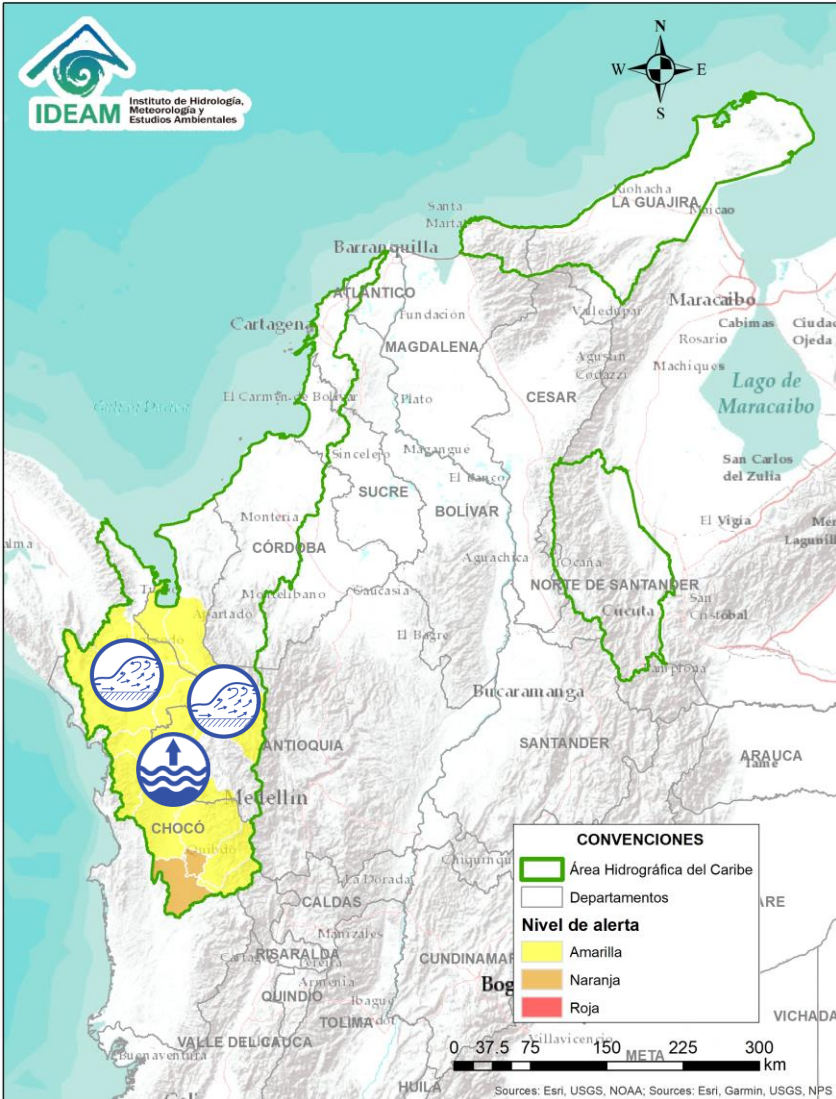 IDEAM
Instituto de Hidrología,
Meteorología y
Estudios Ambientales
N
W
E
S
Riohacha
LA GUAJIRA
Maicao
Santa
Marta
Barranquilla
ATLÁNTICO
Maracaibo
Cabimas
Ciudad
Ojeda
Fundación
Valledupar
Cartagena
Rosario
MAGDALENA
Agustín
Codazzi
Machiques
Lago de
Maracaibo
CESAR
El Carmen de Bolívar
Plato
Sincelejo
Magangué
San Carlos
del Zulia
El Banco
SUCRE
BOLÍVAR
El Vigía
Montería
CÓRDOBA
Aguachica
Ocaña
NORTE DE SANTANDER
Montelíbano
Caucasia
Cúcuta
San
Cristóbal
Apartadó
El Bagre
Pamplona
Bucaramanga
ANTIOQUIA
SANTANDER
ARAUCA
Tame
Medellín
CHOCÓ
Quibdó
La Dorada
CALDAS
Manizales
RISARALDA
Pereira
CUNDINAMAR
Armenia
QUINDIO
Ibagué
Bog
TOLIMA
VICHADA
VALLE DEL CAUCA
Villavicencio
Buenaventura
META
HUILA
CONVENCIONES
Área Hidrográfica del Caribe
Departamentos
Nivel de alerta
Amarilla
Naranja
Roja
0 37.5 75 150 225 300
km
Sources: Esri, USGS, NOAA; Sources: Esri, Garmin, USGS, NPS